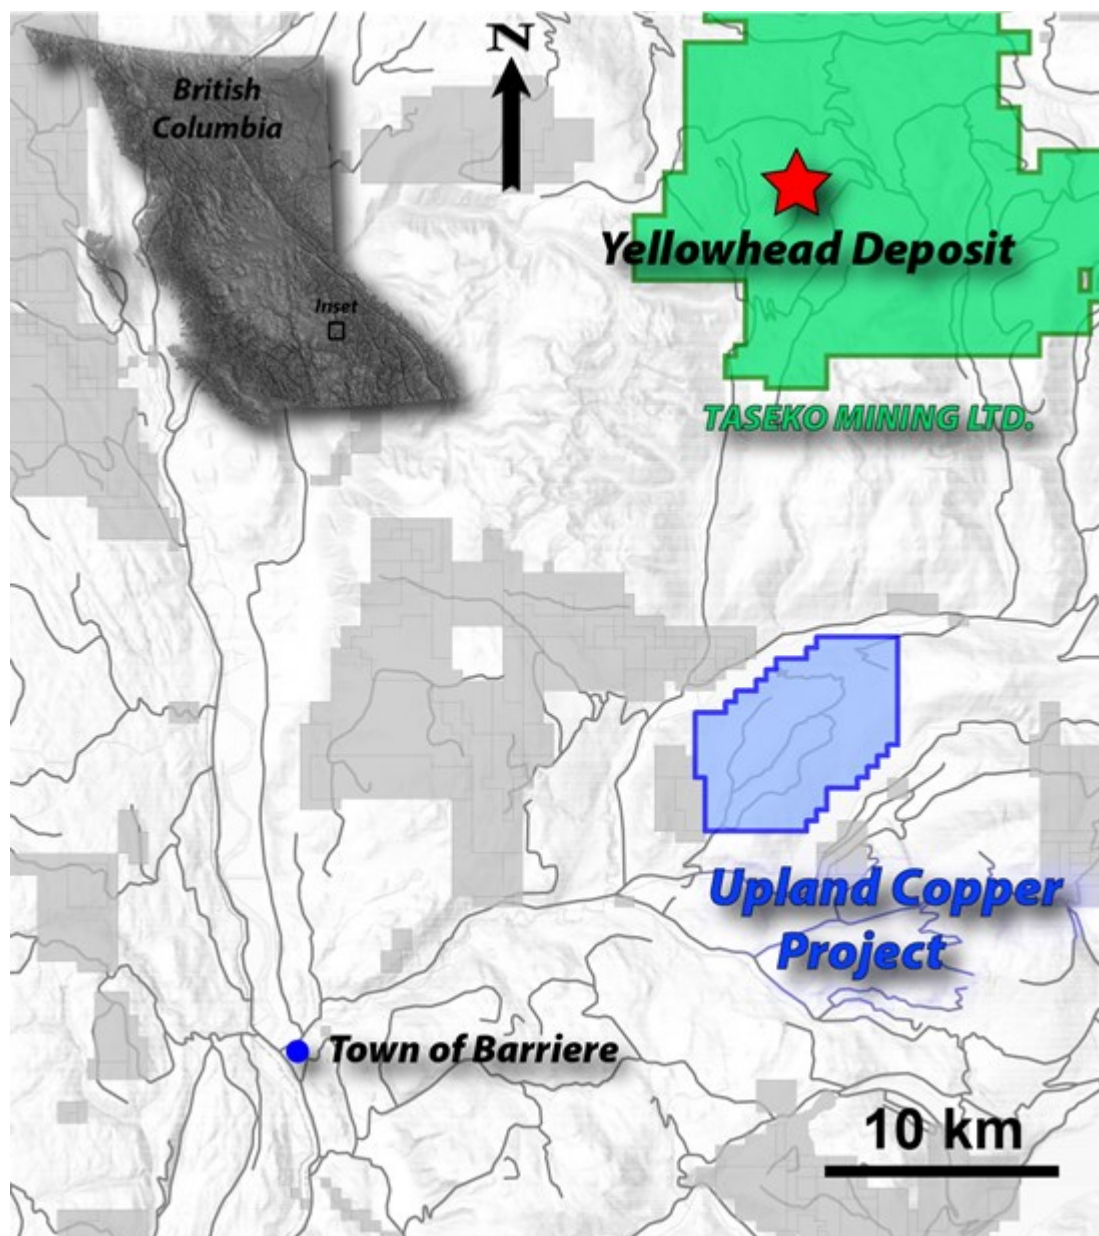 N
British
Columbia
Inset
Yellowhead Deposit
TASEKO MINING LTD.
Upland Copper
Project
Town of Barriere
10 km